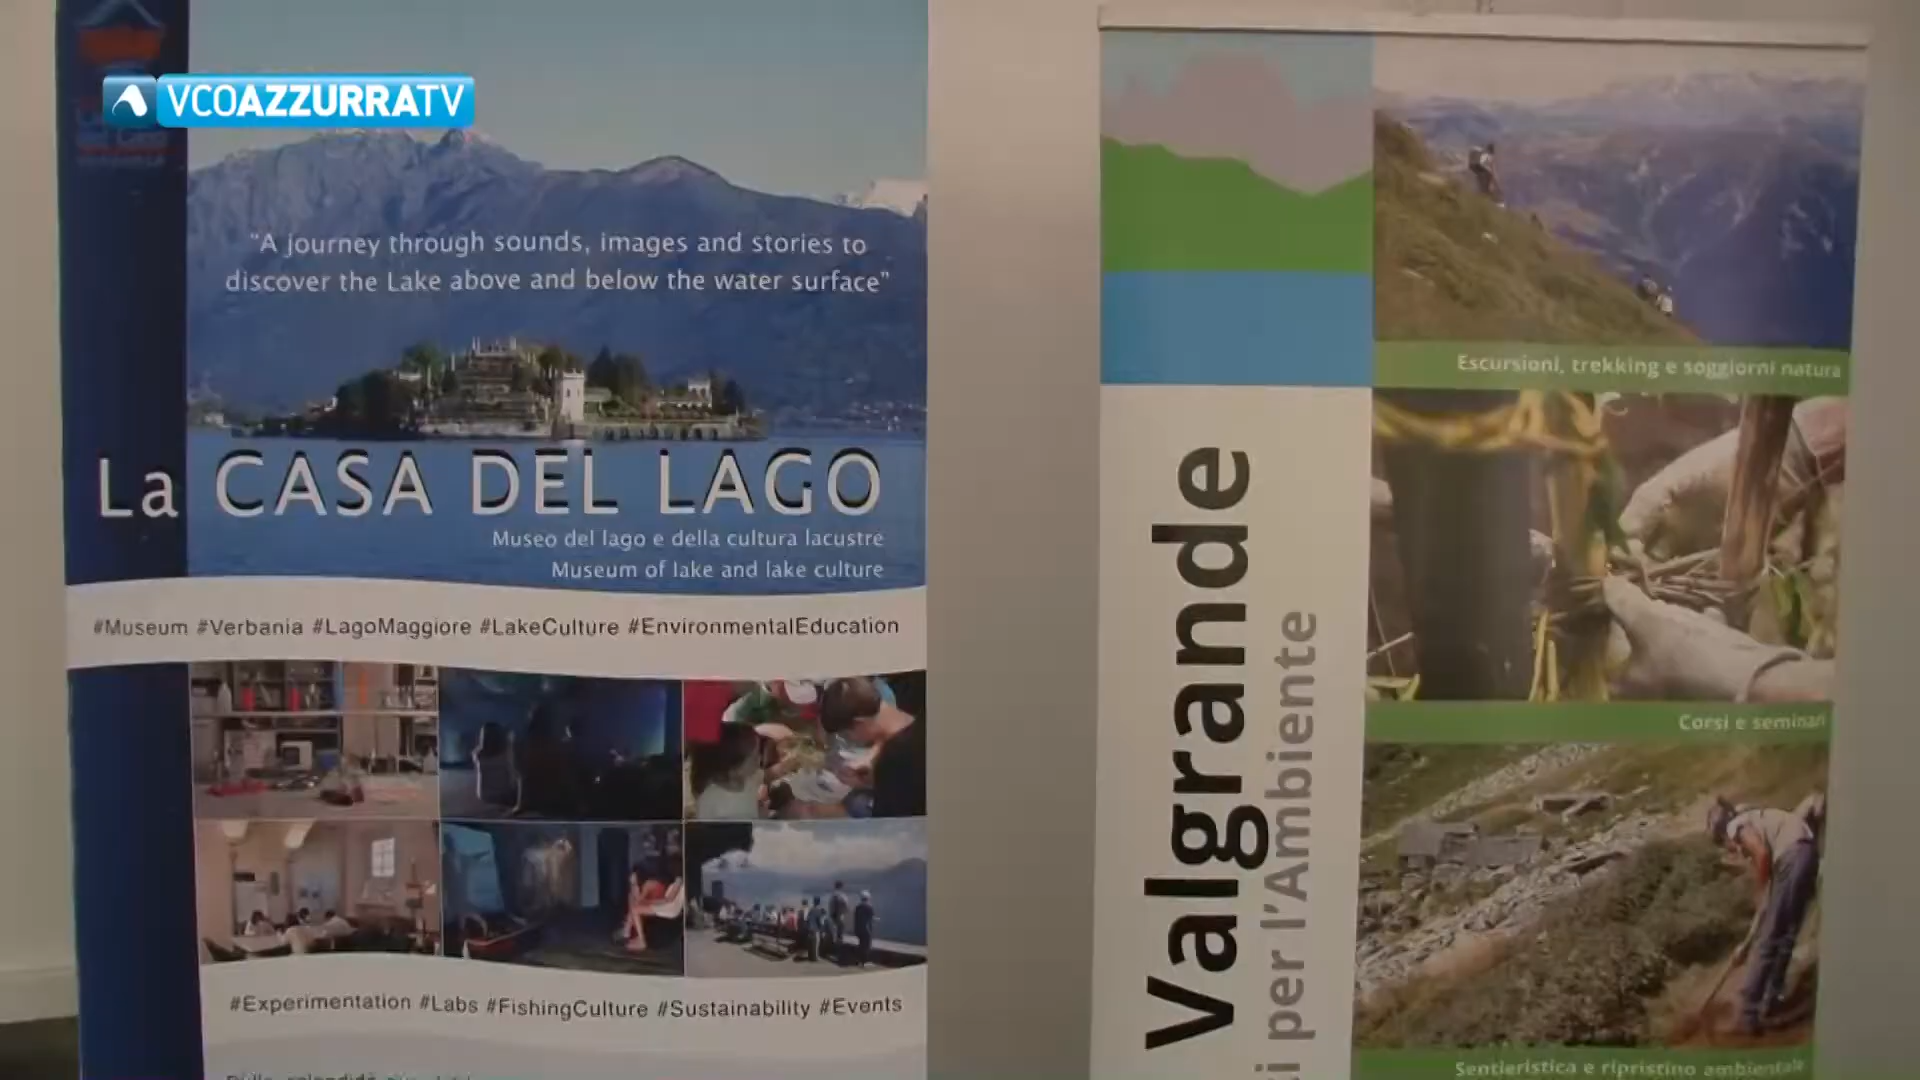 VCOAZZURRATV
"A journey through sounds, images and stories to
discover the Lake above and below the water surface"
La CASA DEL LAGO
Museo del lago e della cultura lacustre
Museum of lake and lake culture
#Museum #Verbania #LagoMaggiore #LakeCulture #EnvironmentalEducation
#Experimentation #Labs #FishingCulture #Sustainability #Events
Valgrande
per l'Ambiente
Escursioni, trekking e soggiorni natura
Corsi e seminari
Sentieristica e ripristino ambientale